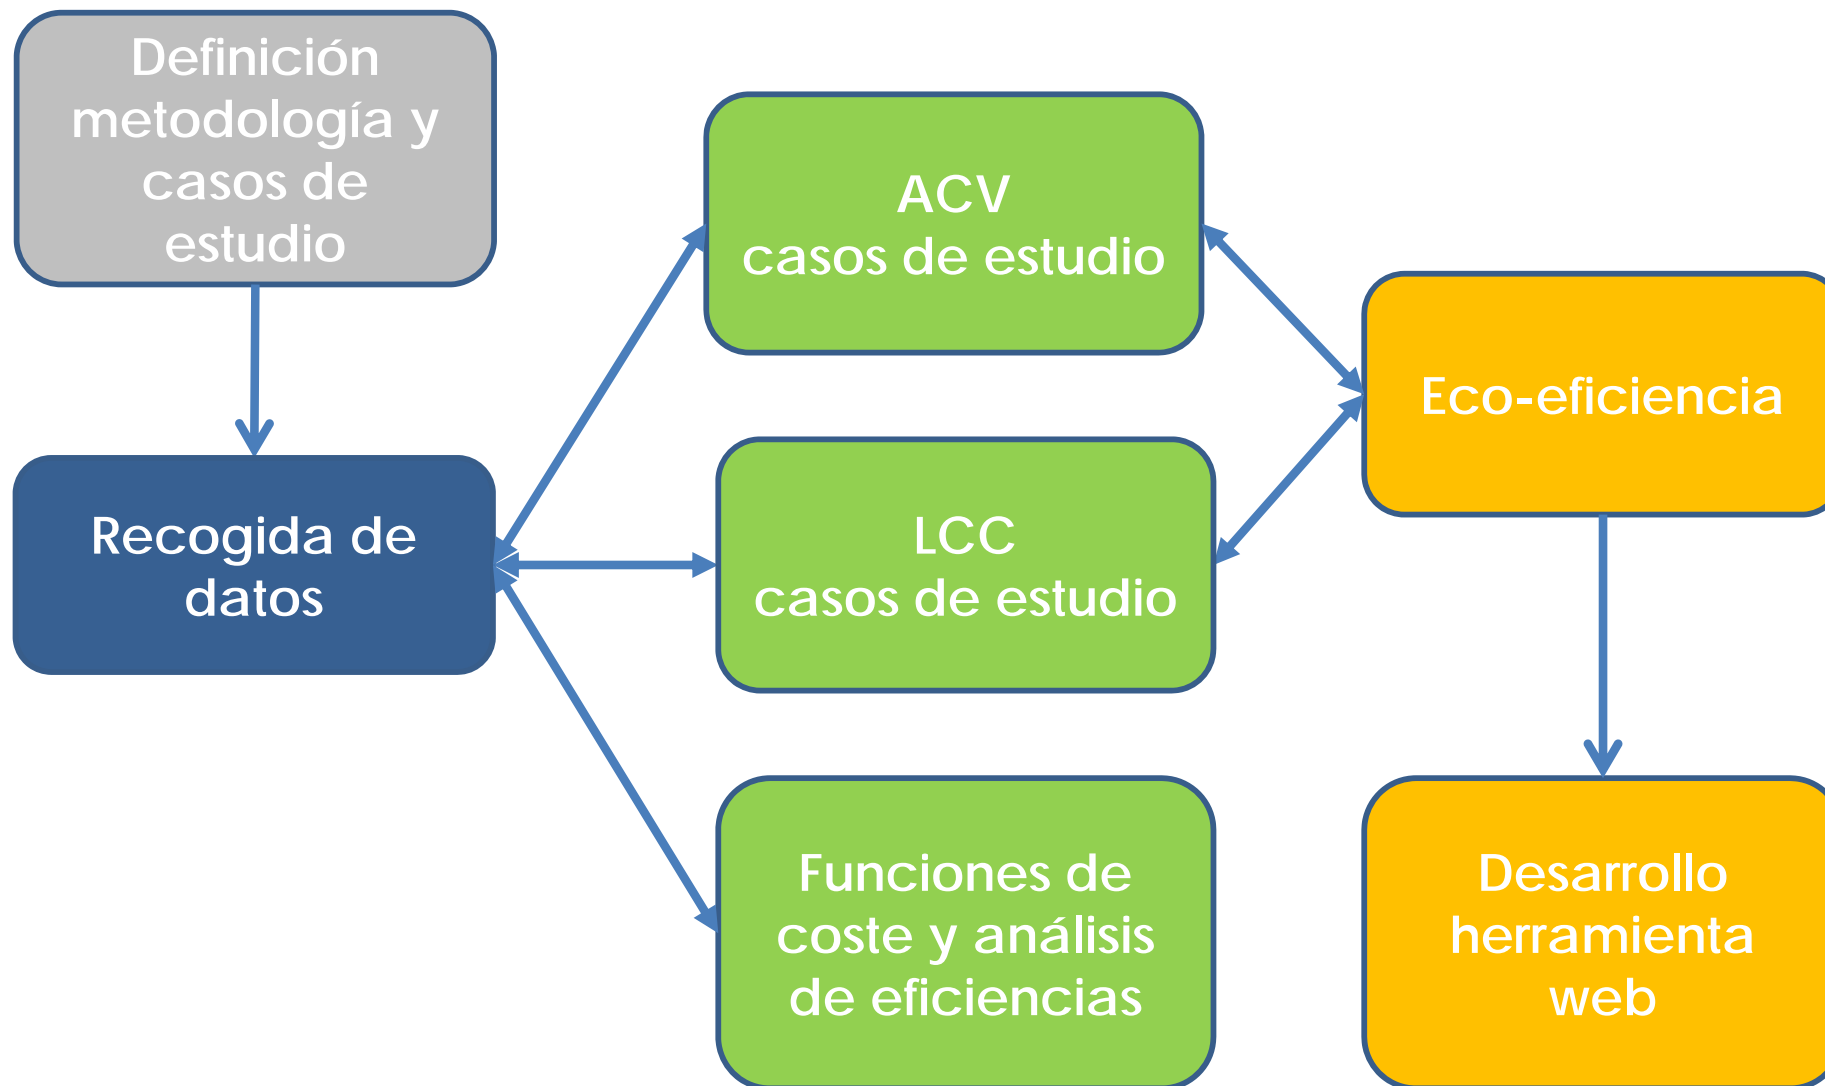 Definición
metodología y
casos de
estudio
Recogida de
datos
ACV
casos de estudio
LCC
casos de estudio
Funciones de
coste y análisis
de eficiencias
Eco-eficiencia
Desarrollo
herramienta
web